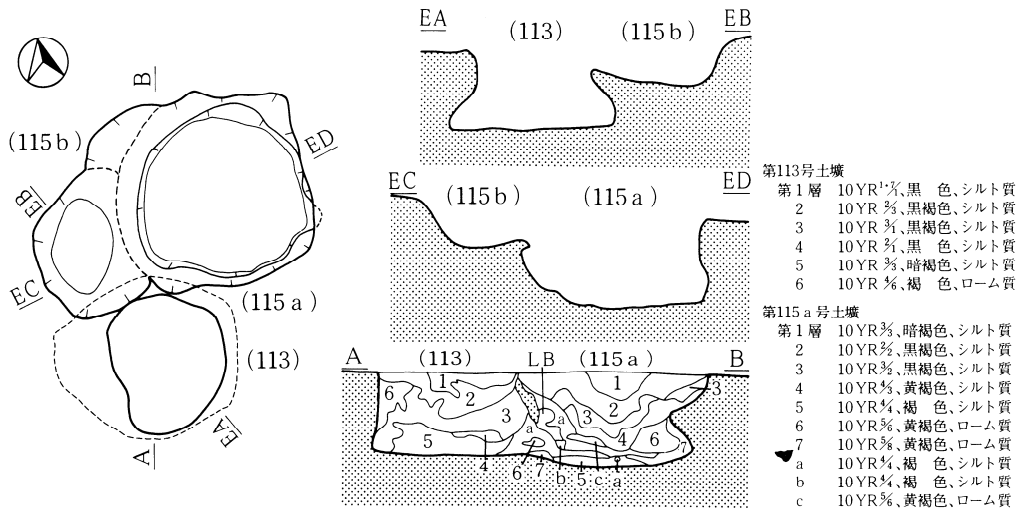 B
(115b)
ED
EB
EC
(115a)
(113)
EA
A
EA (113) (115b) EB
EC (115b) (115a) ED
A (113) LB (115a) B
1 1
6 2 2 3
3 a a 3
5 4 6 7
4 6 7 b 5 c a
第113号土壙
第1層 10YR 1.7/1、黒 色、シルト質
2 10YR 2/3、黒褐色、シルト質
3 10YR 3/1、黒褐色、シルト質
4 10YR 2/1、黒 色、シルト質
5 10YR 3/3、暗褐色、シルト質
6 10YR 4/6、褐 色、ローム質
第115a号土壙
第1層 10YR 3/3、暗褐色、シルト質
2 10YR 2/2、黒褐色、シルト質
3 10YR 3/2、黒褐色、シルト質
4 10YR 4/3、黄褐色、シルト質
5 10YR 4/4、褐 色、シルト質
6 10YR 5/6、黄褐色、ローム質
7 10YR 5/8、黄褐色、ローム質
a 10YR 4/4、褐 色、シルト質
b 10YR 4/4、褐 色、シルト質
c 10YR 5/6、黄褐色、ローム質